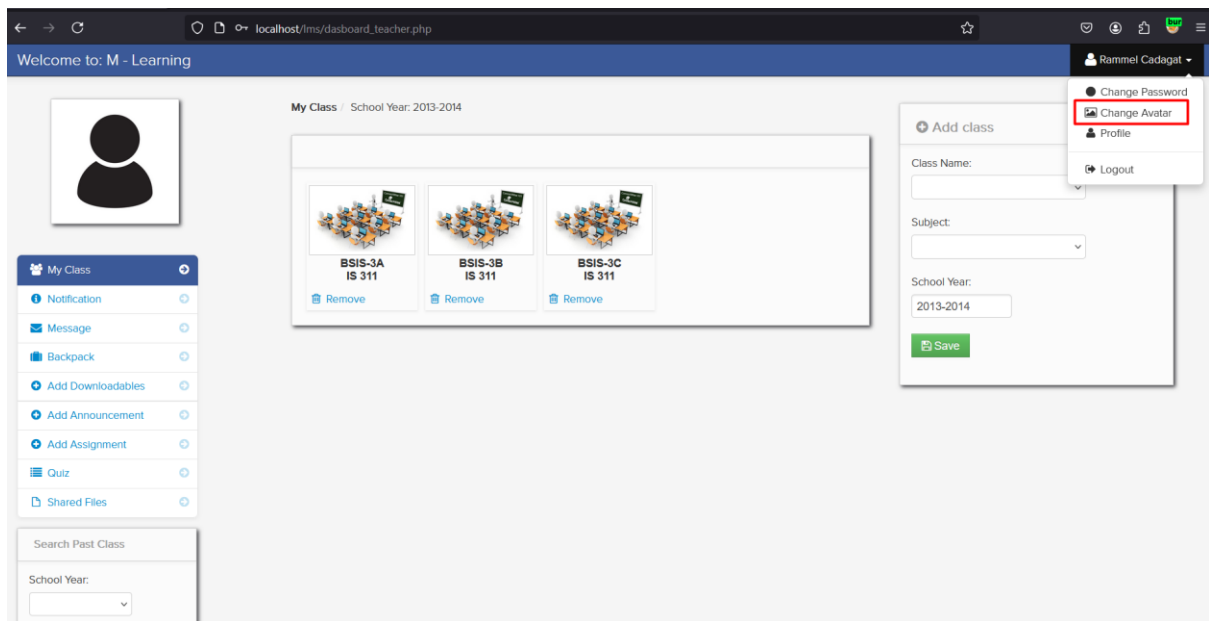 localhost/lms/dasboard_teacher.php
bur
Welcome to: M - Learning
Rammel Cadagat
Change Password
Change Avatar
Profile
Logout
My Class / School Year: 2013-2014
BSIS-3A
IS 311
Remove
BSIS-3B
IS 311
Remove
BSIS-3C
IS 311
Remove
Add class
Class Name:
Subject:
School Year:
2013-2014
Save
My Class
Notification
Message
Backpack
Add Downloadables
Add Announcement
Add Assignment
Quiz
Shared Files
Search Past Class
School Year: